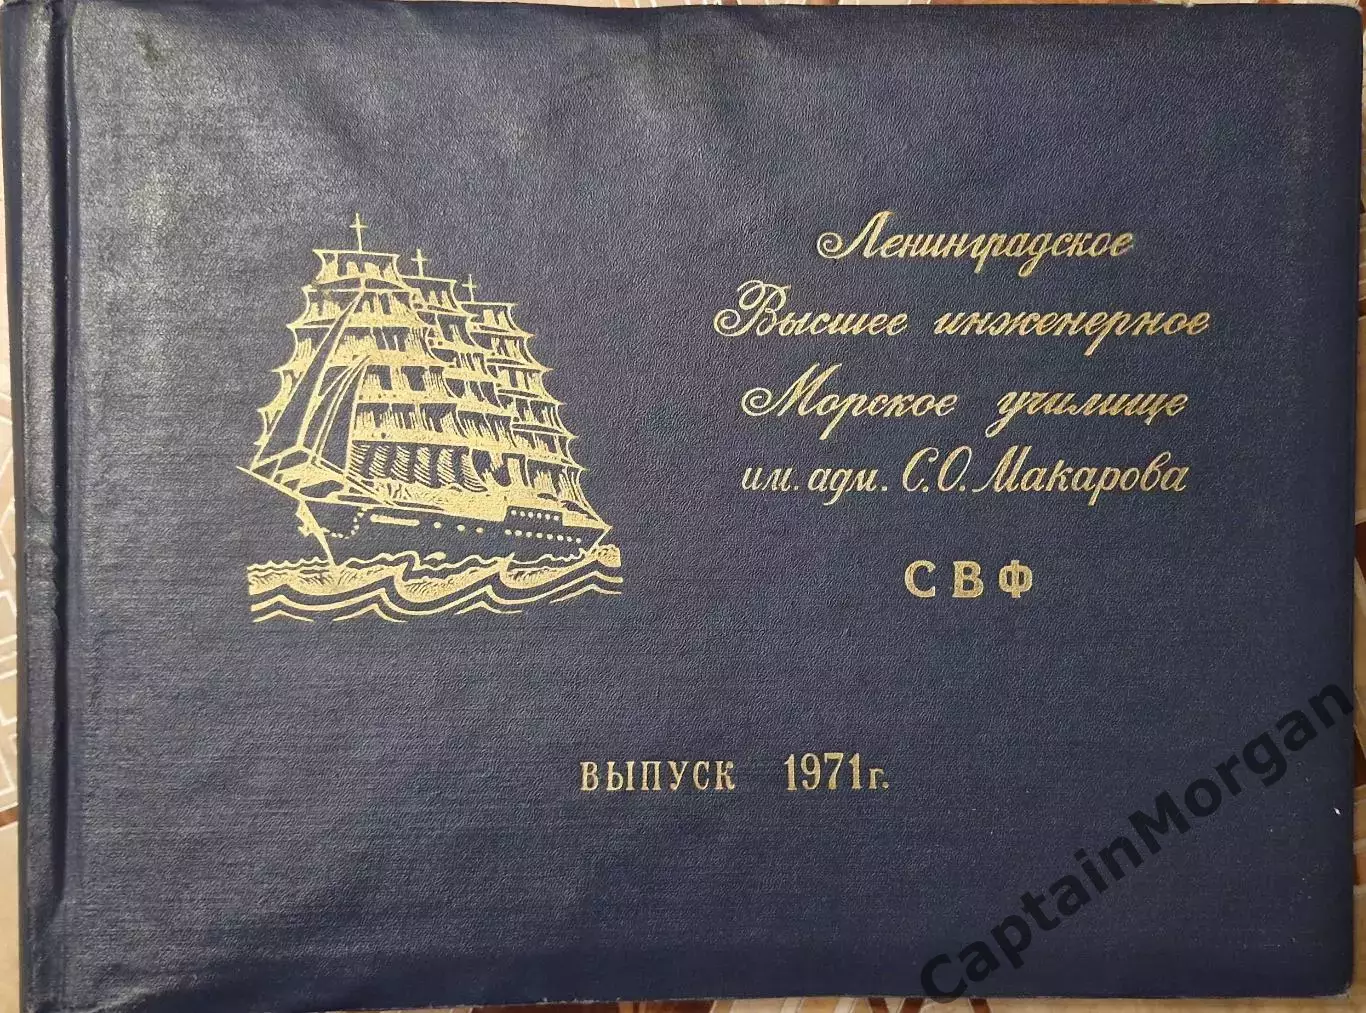 Ленинградское
Высшее инженерное
Морское училище
им. адм. С.О. Макарова
СВФ
ВЫПУСК 1971г.
CaptainMorgan